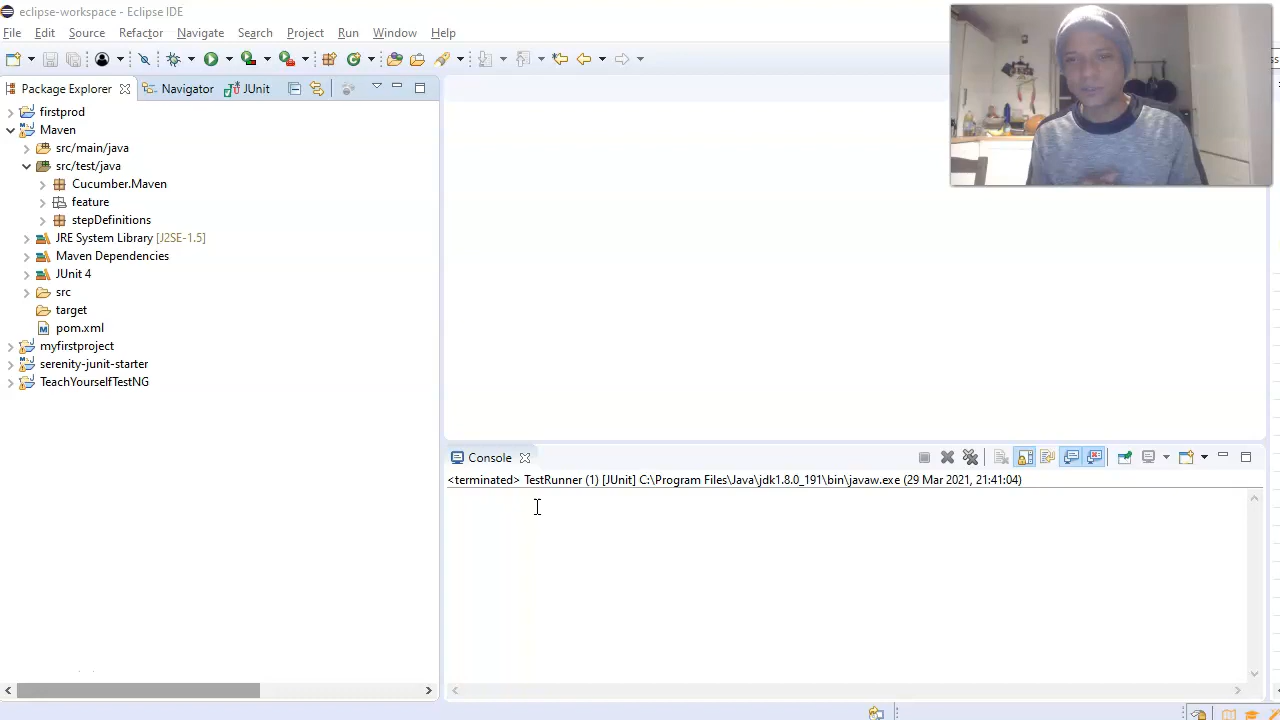 eclipse-workspace - Eclipse IDE
File Edit Source Refactor Navigate Search Project Run Window Help
Package Explorer Navigator JUnit
firstprod
Maven
src/main/java
src/test/java
Cucumber.Maven
feature
stepDefinitions
JRE System Library [J2SE-1.5]
Maven Dependencies
JUnit 4
src
target
pom.xml
myfirstproject
serenity-junit-starter
TeachYourselfTestNG
Console
<terminated> TestRunner (1) [JUnit] C:\Program Files\Java\jdk1.8.0_191\bin\javaw.exe (29 Mar 2021, 21:41:04)